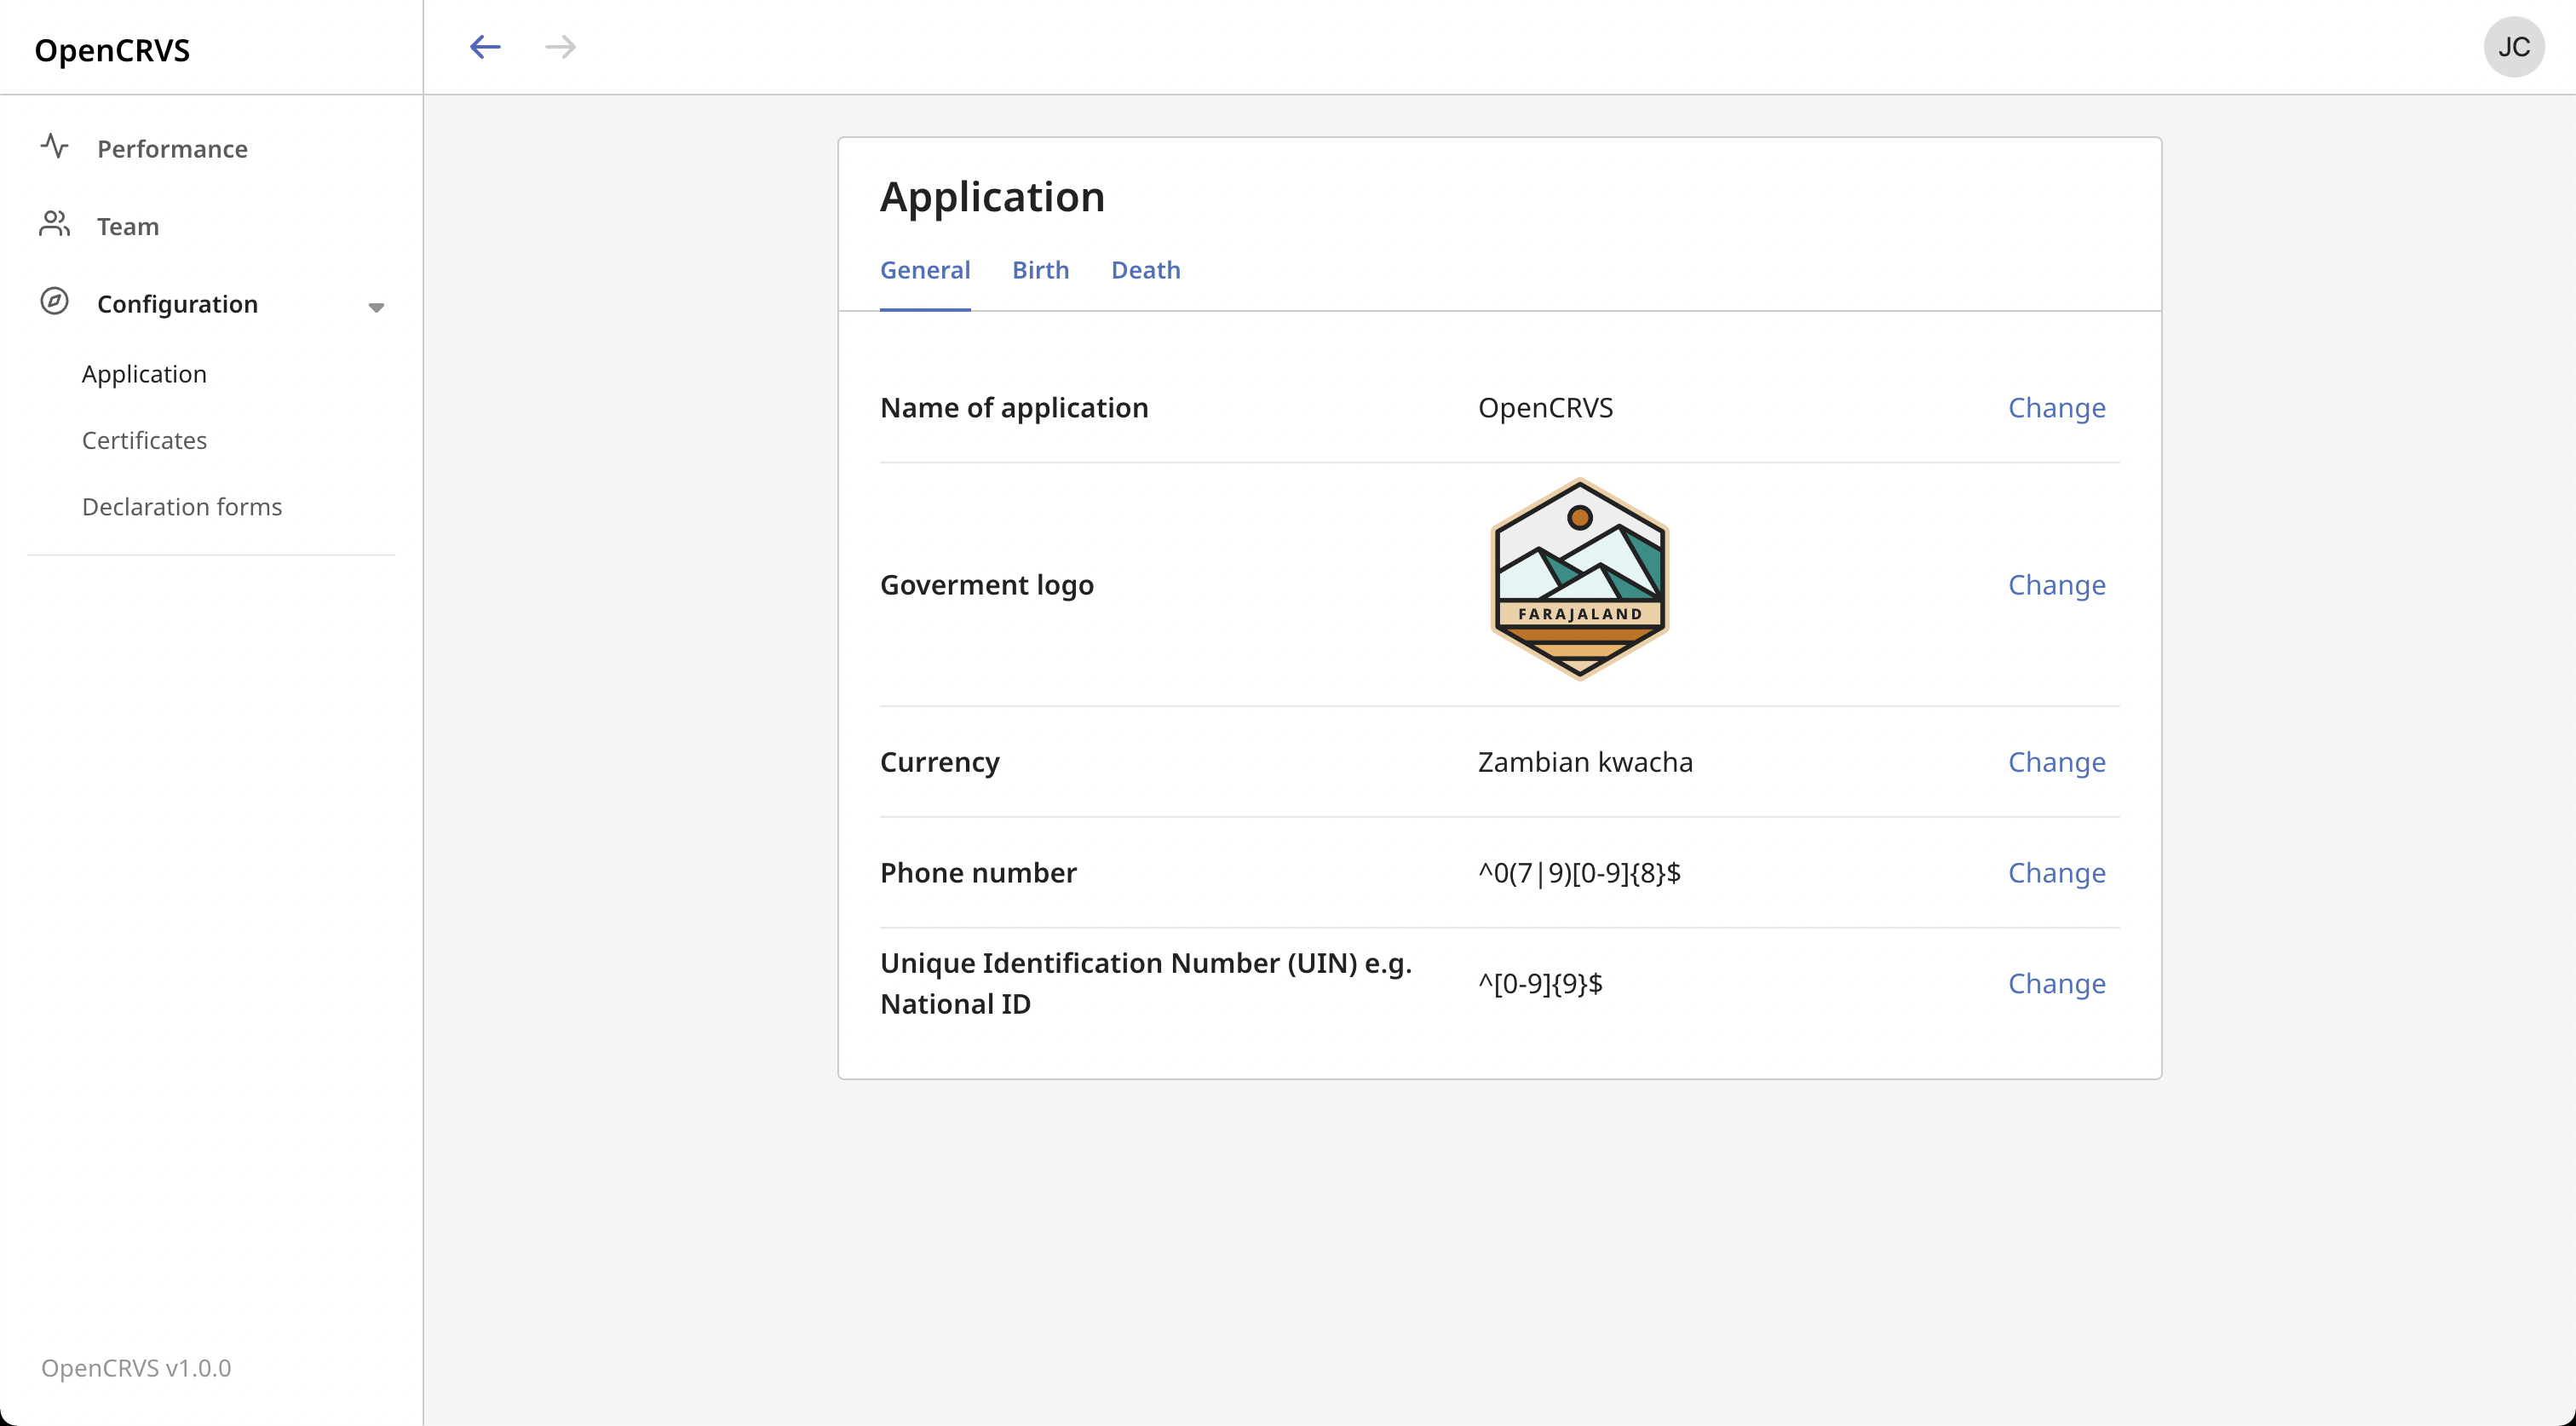 OpenCRVS
JC
Performance
Team
Configuration
Application
Certificates
Declaration forms
OpenCRVS v1.0.0
Application
General Birth Death
Name of application OpenCRVS Change
Goverment logo FARAJALAND Change
Currency Zambian kwacha Change
Phone number ^0(7|9)[0-9]{8}$ Change
Unique Identification Number (UIN) e.g.
National ID ^[0-9]{9}$ Change